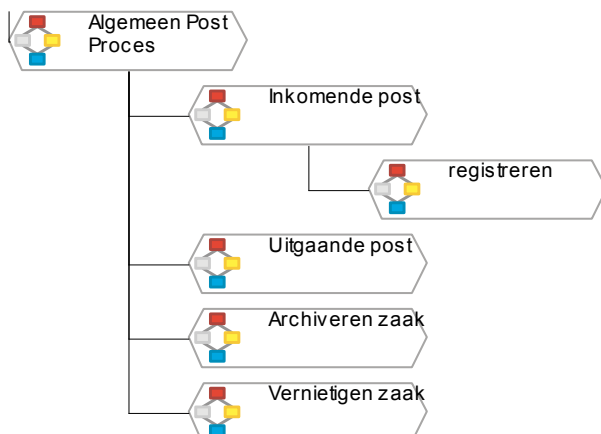 Algemeen Post
Proces
Inkomende post
registreren
Uitgaande post
Archiveren zaak
Vernietigen zaak